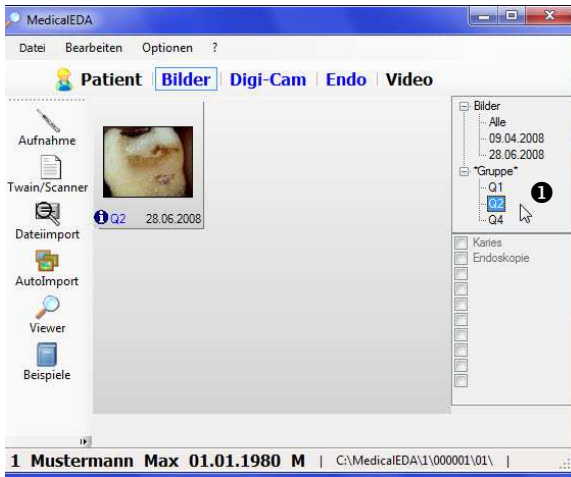 MedicalEDA
Datei Bearbeiten Optionen ?
Patient Bilder Digi-Cam Endo Video
Aufnahme
Twain/Scanner
Dateiimport
AutoImport
Viewer
Beispiele
Q2 28.06.2008
Bilder
Alle
09.04.2008
28.06.2008
*Gruppe*
Q1
Q2
Q4
1
Karies
Endoskopie
1 Mustermann Max 01.01.1980 M | C:\MedicalEDA\1\000001\01\ |